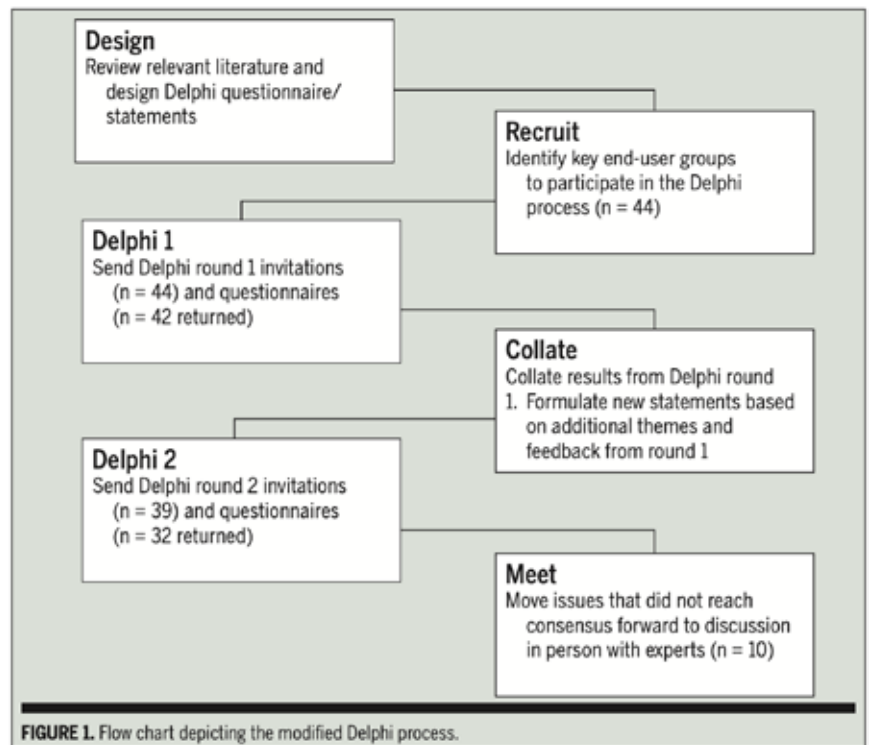 Design
Review relevant literature and
design Delphi questionnaire/
statements
Recruit
Identify key end-user groups
to participate in the Delphi
process (n = 44)
Delphi 1
Send Delphi round 1 invitations
(n = 44) and questionnaires
(n = 42 returned)
Collate
Collate results from Delphi round
1. Formulate new statements based
on additional themes and
feedback from round 1
Delphi 2
Send Delphi round 2 invitations
(n = 39) and questionnaires
(n = 32 returned)
Meet
Move issues that did not reach
consensus forward to discussion
in person with experts (n = 10)
FIGURE 1. Flow chart depicting the modified Delphi process.